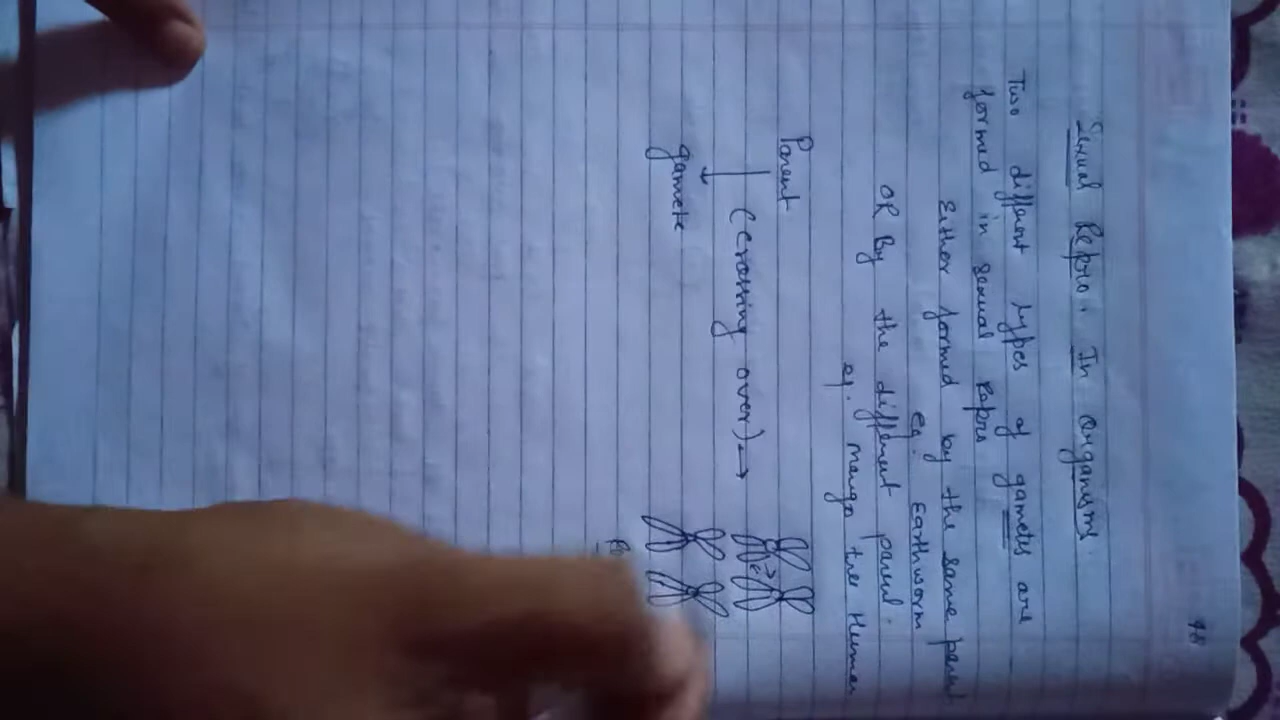 48
Sexual Repro. In organisms.
Two different types of gametes are
formed in sexual Repro
Either formed by the same parent
eg. Earthworm
OR By the different parent.
eg. mango tree Human
Parent
(crossing over) →
gamete